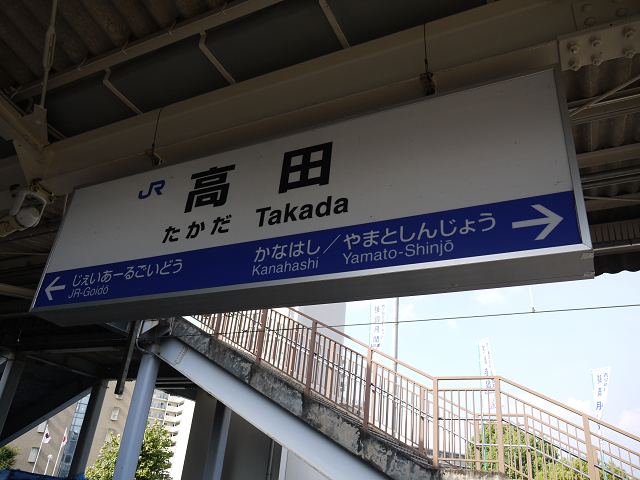 JR 高田
たかだ Takada
かなはし／やまとしんじょう
Kanahashi Yamato-Shinjō
じぇいあーるごいどう
JR-Goidō